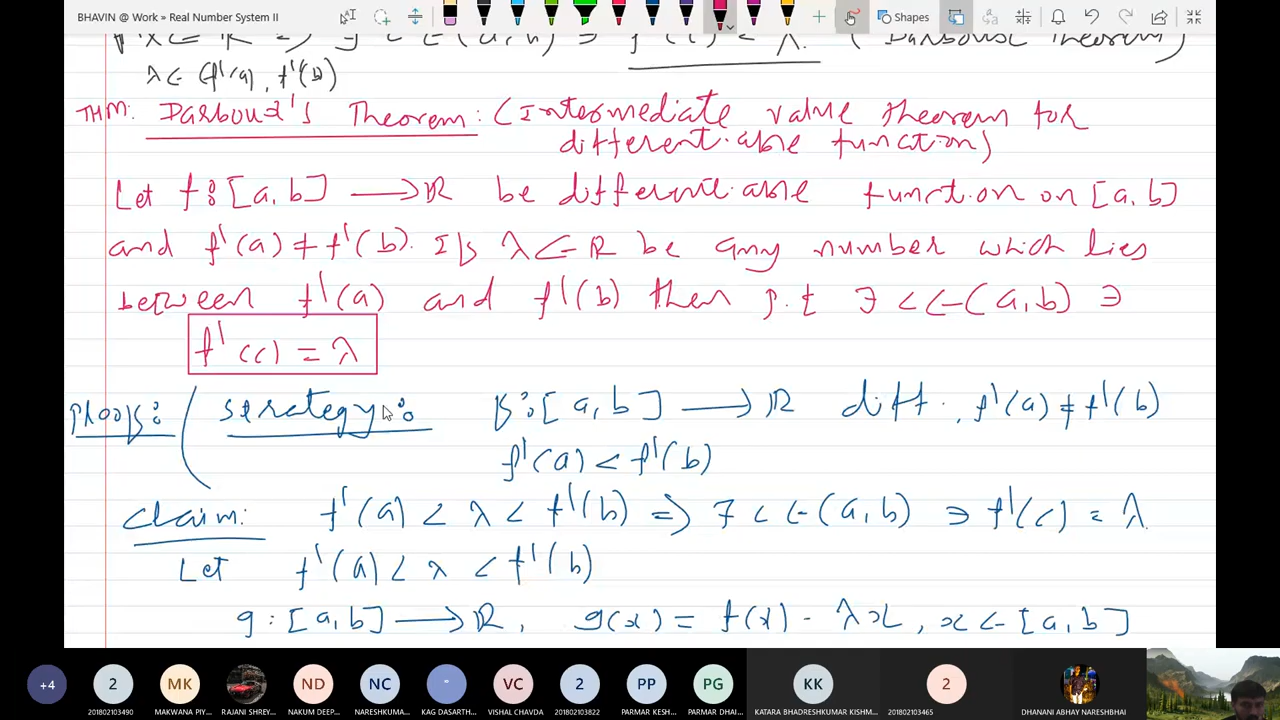 BHAVIN @ Work » Real Number System II
Shapes
λ ∈ (f'(a), f'(b))
THM: Darboux's Theorem: (Intermediate value theorem for
differentiable function)
Let f: [a, b] ⟶ ℝ be differentiable function on [a, b]
and f'(a) ≠ f'(b). If λ ∈ ℝ be any number which lies
between f'(a) and f'(b) then p.t ∃ c ∈ (a, b) ∋
f'(c) = λ
Proof: ( Strategy: f: [a, b] ⟶ ℝ diff., f'(a) ≠ f'(b)
f'(a) < f'(b)
Claim: f'(a) < λ < f'(b) ⇒ ∃ c ∈ (a, b) ∋ f'(c) = λ
Let f'(a) < λ < f'(b)
g: [a, b] ⟶ ℝ, g(x) = f(x) - λx, x ∈ [a, b]
+4 2 MK ND NC " VC 2 PP PG KK 2
201802103490 MAKWANA PIY... RAJANI SHREY... NAKUM DEEP... NARESHKUMA... KAG DASARTH... VISHAL CHAVDA 201802103822 PARMAR KESH... PARMAR DHAI... KATARA BHADRESHKUMAR KISHM... 201802103465 DHANANI ABHAY NARESHBHAI